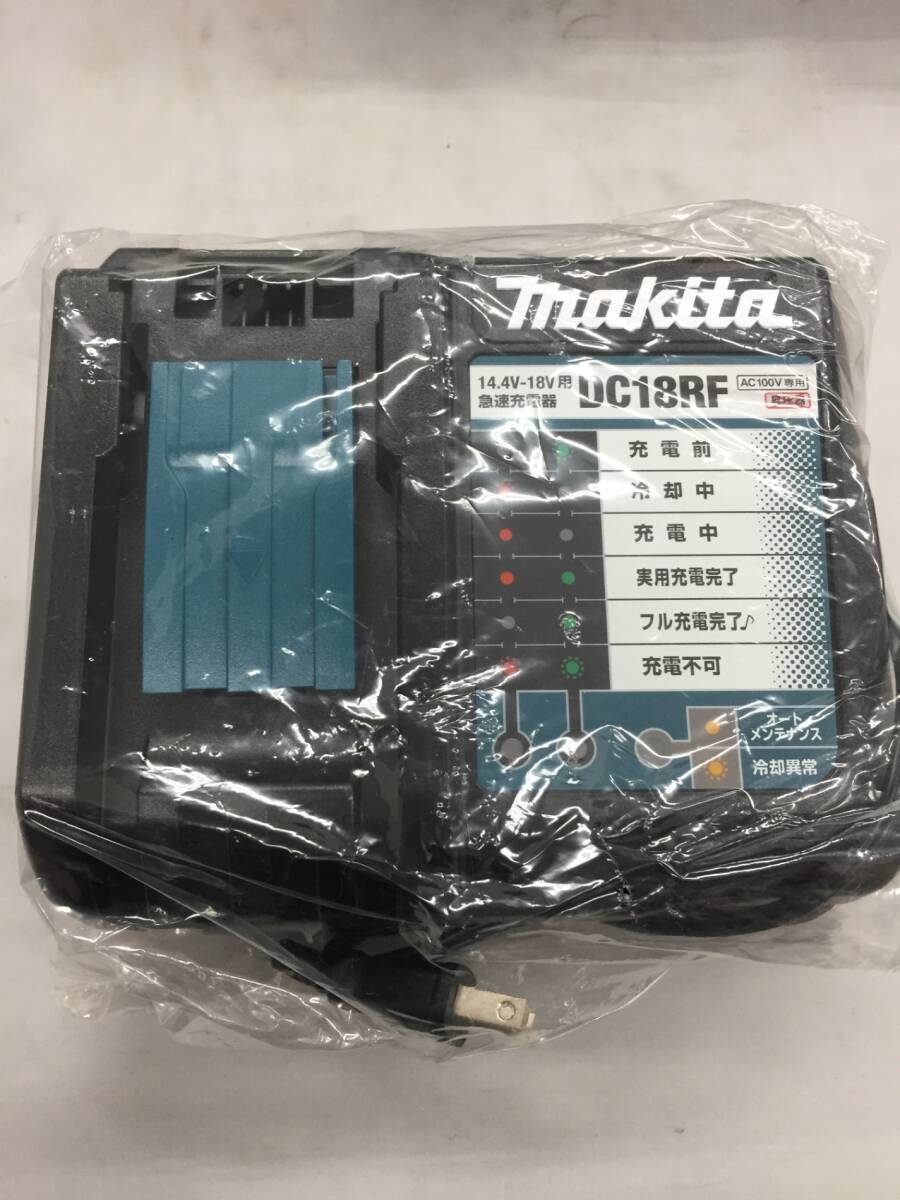 makita
14.4V-18V用
急速充電器
DC18RF
AC100V専用
昇圧器
充電前
冷却中
充電中
実用充電完了
フル充電完了♪
充電不可
オート
メンテナンス
冷却異常